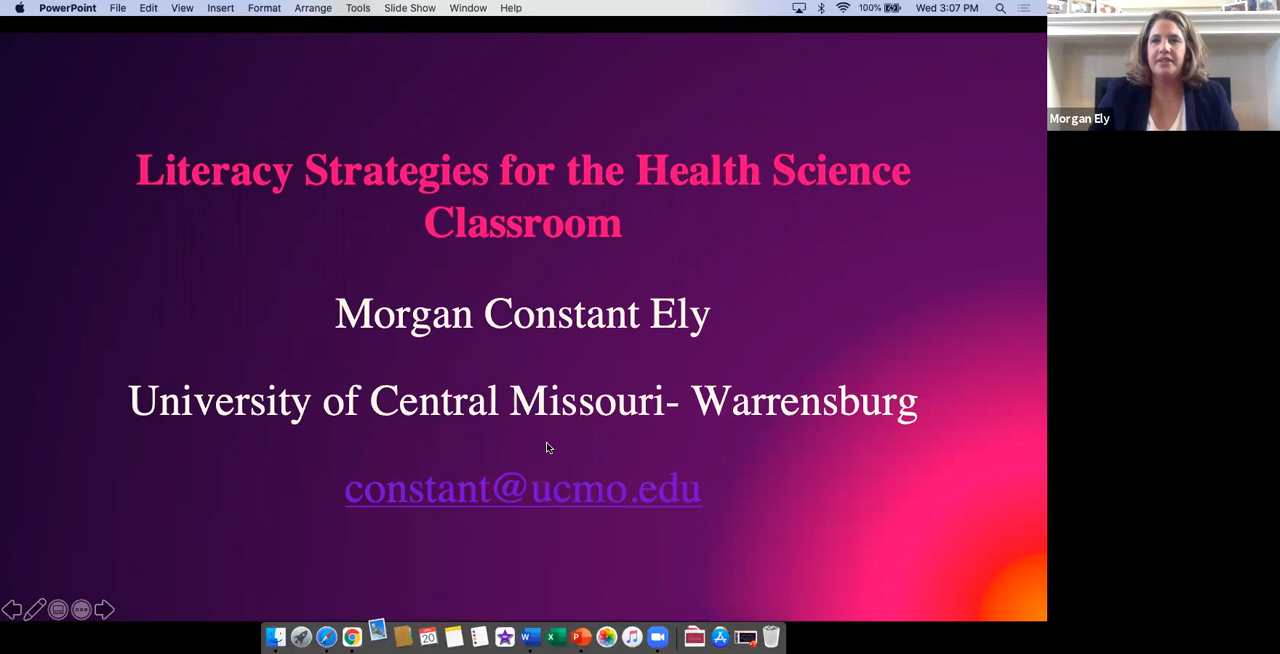 PowerPoint File Edit View Insert Format Arrange Tools Slide Show Window Help 100% Wed 3:07 PM
Morgan Ely
Literacy Strategies for the Health Science
Classroom
Morgan Constant Ely
University of Central Missouri- Warrensburg
constant@ucmo.edu
20